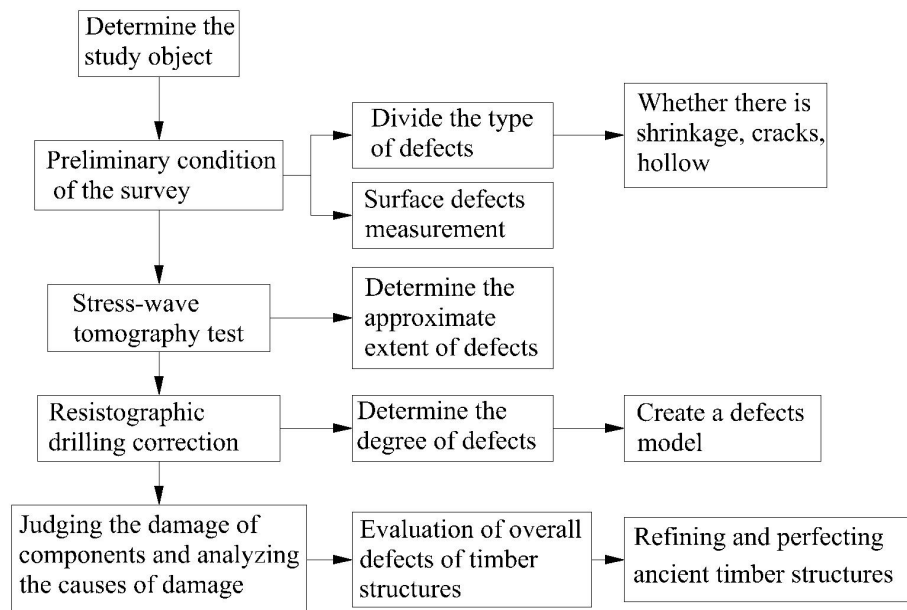 Determine the
study object
Preliminary condition
of the survey
Divide the type
of defects
Whether there is
shrinkage, cracks,
hollow
Surface defects
measurement
Stress-wave
tomography test
Determine the
approximate
extent of defects
Resistographic
drilling correction
Determine the
degree of defects
Create a defects
model
Judging the damage of
components and analyzing
the causes of damage
Evaluation of overall
defects of timber
structures
Refining and perfecting
ancient timber structures